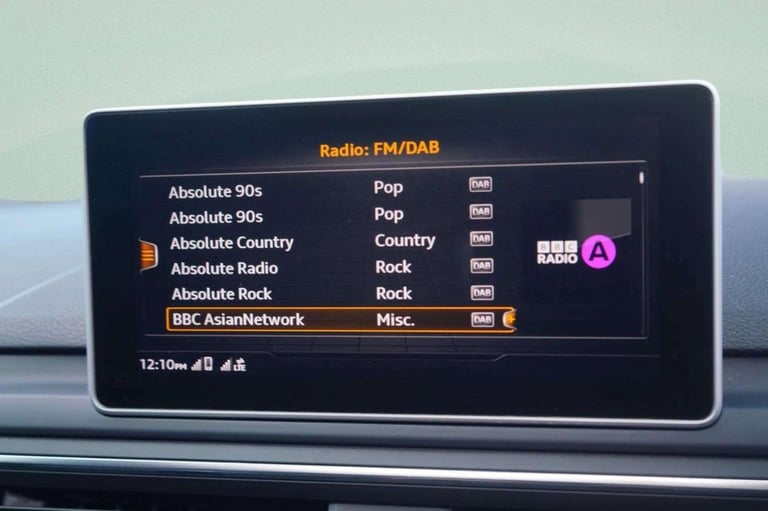 Radio: FM/DAB
Absolute 90s Pop DAB
Absolute 90s Pop DAB
Absolute Country Country DAB
Absolute Radio Rock DAB
Absolute Rock Rock DAB
BBC AsianNetwork Misc. DAB
BBC
RADIO A
12:10PM LTE